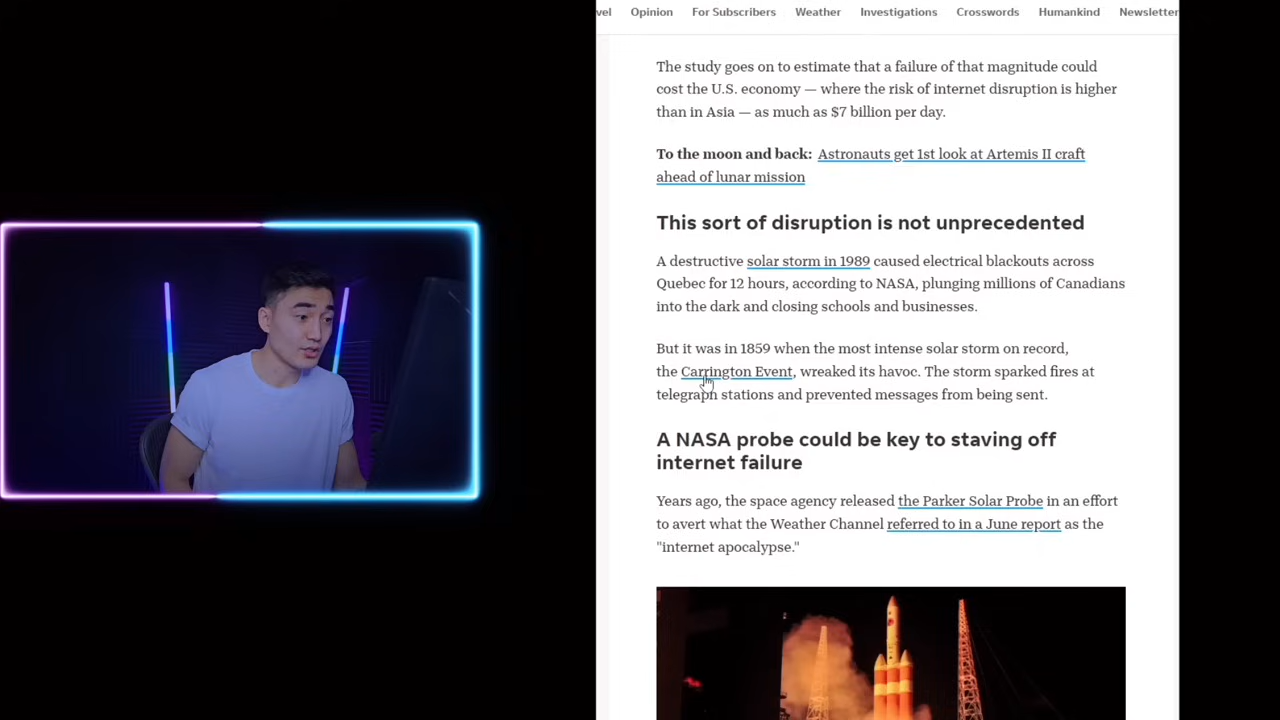 vel Opinion For Subscribers Weather Investigations Crosswords Humankind Newsletter
The study goes on to estimate that a failure of that magnitude could
cost the U.S. economy — where the risk of internet disruption is higher
than in Asia — as much as $7 billion per day.
To the moon and back: Astronauts get 1st look at Artemis II craft
ahead of lunar mission
This sort of disruption is not unprecedented
A destructive solar storm in 1989 caused electrical blackouts across
Quebec for 12 hours, according to NASA, plunging millions of Canadians
into the dark and closing schools and businesses.
But it was in 1859 when the most intense solar storm on record,
the Carrington Event, wreaked its havoc. The storm sparked fires at
telegraph stations and prevented messages from being sent.
A NASA probe could be key to staving off
internet failure
Years ago, the space agency released the Parker Solar Probe in an effort
to avert what the Weather Channel referred to in a June report as the
"internet apocalypse."